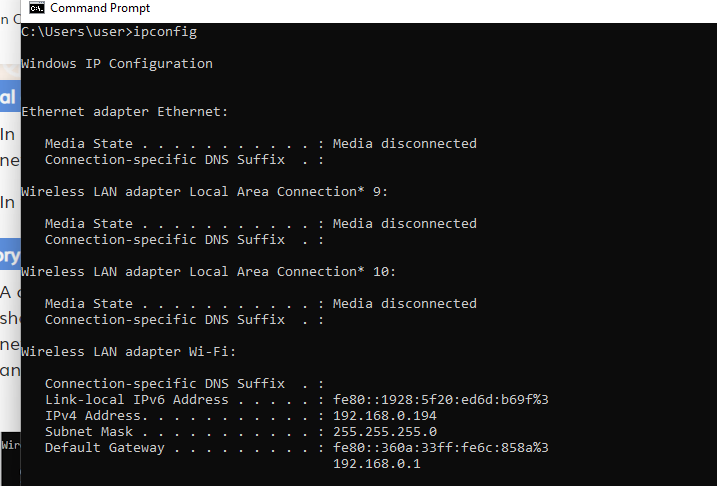 Command Prompt
C:\Users\user>ipconfig
Windows IP Configuration
Ethernet adapter Ethernet:
Media State . . . . . . . . . . . : Media disconnected
Connection-specific DNS Suffix  . :
Wireless LAN adapter Local Area Connection* 9:
Media State . . . . . . . . . . . : Media disconnected
Connection-specific DNS Suffix  . :
Wireless LAN adapter Local Area Connection* 10:
Media State . . . . . . . . . . . : Media disconnected
Connection-specific DNS Suffix  . :
Wireless LAN adapter Wi-Fi:
Connection-specific DNS Suffix  . :
Link-local IPv6 Address . . . . . : fe80::1928:5f20:ed6d:b69f%3
IPv4 Address. . . . . . . . . . . : 192.168.0.194
Subnet Mask . . . . . . . . . . . : 255.255.255.0
Default Gateway . . . . . . . . . : fe80::360a:33ff:fe6c:858a%3
192.168.0.1